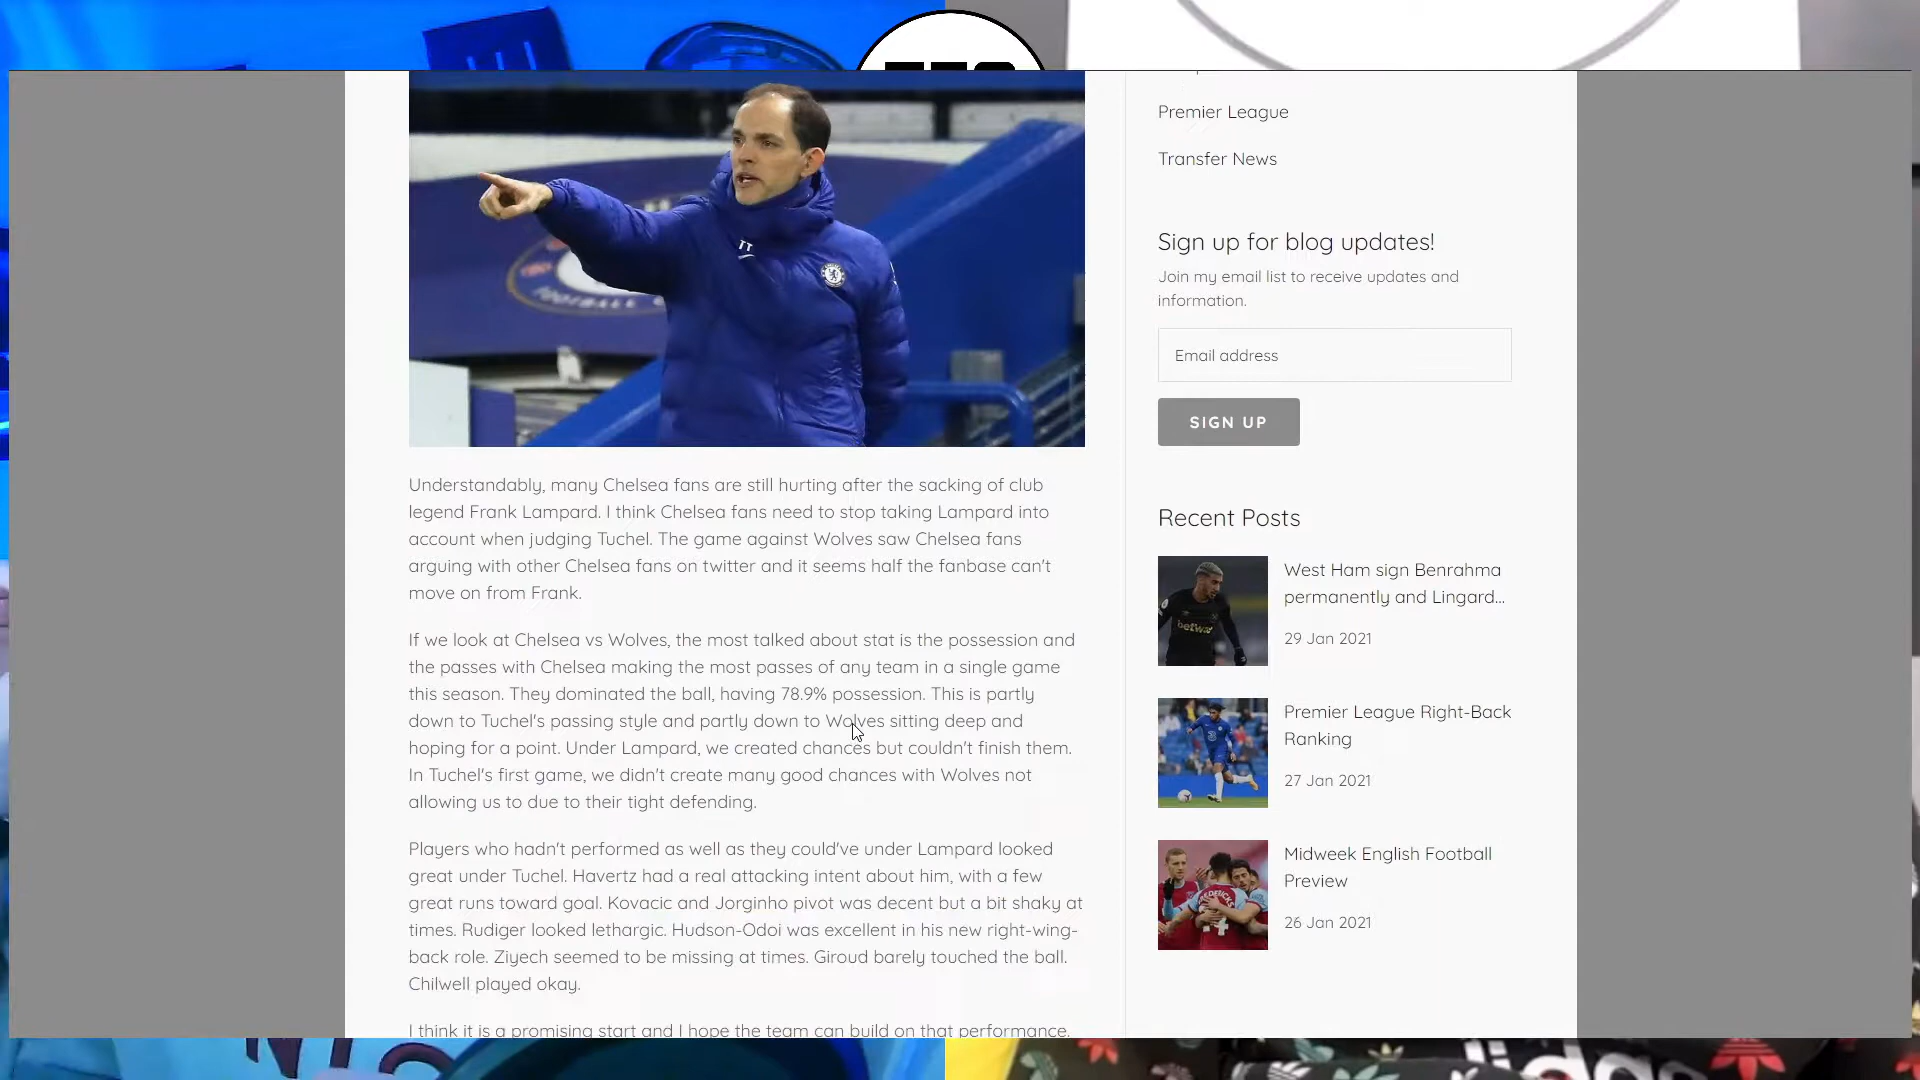 Premier League
Transfer News
Sign up for blog updates!
Join my email list to receive updates and
information.
Email address
SIGN UP
TT
Understandably, many Chelsea fans are still hurting after the sacking of club
legend Frank Lampard. I think Chelsea fans need to stop taking Lampard into
account when judging Tuchel. The game against Wolves saw Chelsea fans
arguing with other Chelsea fans on twitter and it seems half the fanbase can't
move on from Frank.
If we look at Chelsea vs Wolves, the most talked about stat is the possession and
the passes with Chelsea making the most passes of any team in a single game
this season. They dominated the ball, having 78.9% possession. This is partly
down to Tuchel's passing style and partly down to Wolves sitting deep and
hoping for a point. Under Lampard, we created chances but couldn't finish them.
In Tuchel's first game, we didn't create many good chances with Wolves not
allowing us to due to their tight defending.
Players who hadn't performed as well as they could've under Lampard looked
great under Tuchel. Havertz had a real attacking intent about him, with a few
great runs toward goal. Kovacic and Jorginho pivot was decent but a bit shaky at
times. Rudiger looked lethargic. Hudson-Odoi was excellent in his new right-wing-
back role. Ziyech seemed to be missing at times. Giroud barely touched the ball.
Chilwell played okay.
I think it is a promising start and I hope the team can build on that performance.
Recent Posts
West Ham sign Benrahma
permanently and Lingard...
29 Jan 2021
Premier League Right-Back
Ranking
27 Jan 2021
Midweek English Football
Preview
26 Jan 2021